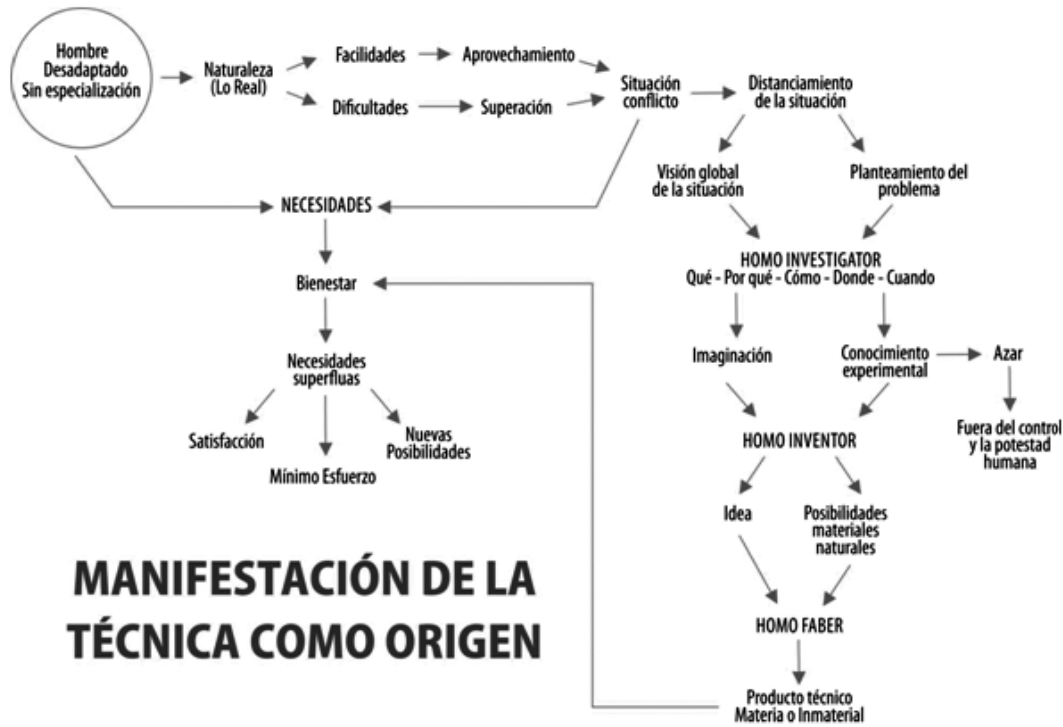 Hombre
Desadaptado
Sin especialización
Naturaleza
(Lo Real)
Facilidades
Aprovechamiento
Dificultades
Superación
Situación
conflicto
Distanciamiento
de la situación
Visión global
de la situación
Planteamiento del
problema
NECESIDADES
HOMO INVESTIGATOR
Qué - Por qué - Cómo - Donde - Cuando
Bienestar
Imaginación
Conocimiento
experimental
Azar
Necesidades
superfluas
Satisfacción
Mínimo Esfuerzo
Nuevas
Posibilidades
HOMO INVENTOR
Fuera del control
y la potestad
humana
Idea
Posibilidades
materiales
naturales
MANIFESTACIÓN DE LA
TÉCNICA COMO ORIGEN
HOMO FABER
Producto técnico
Materia o Inmaterial